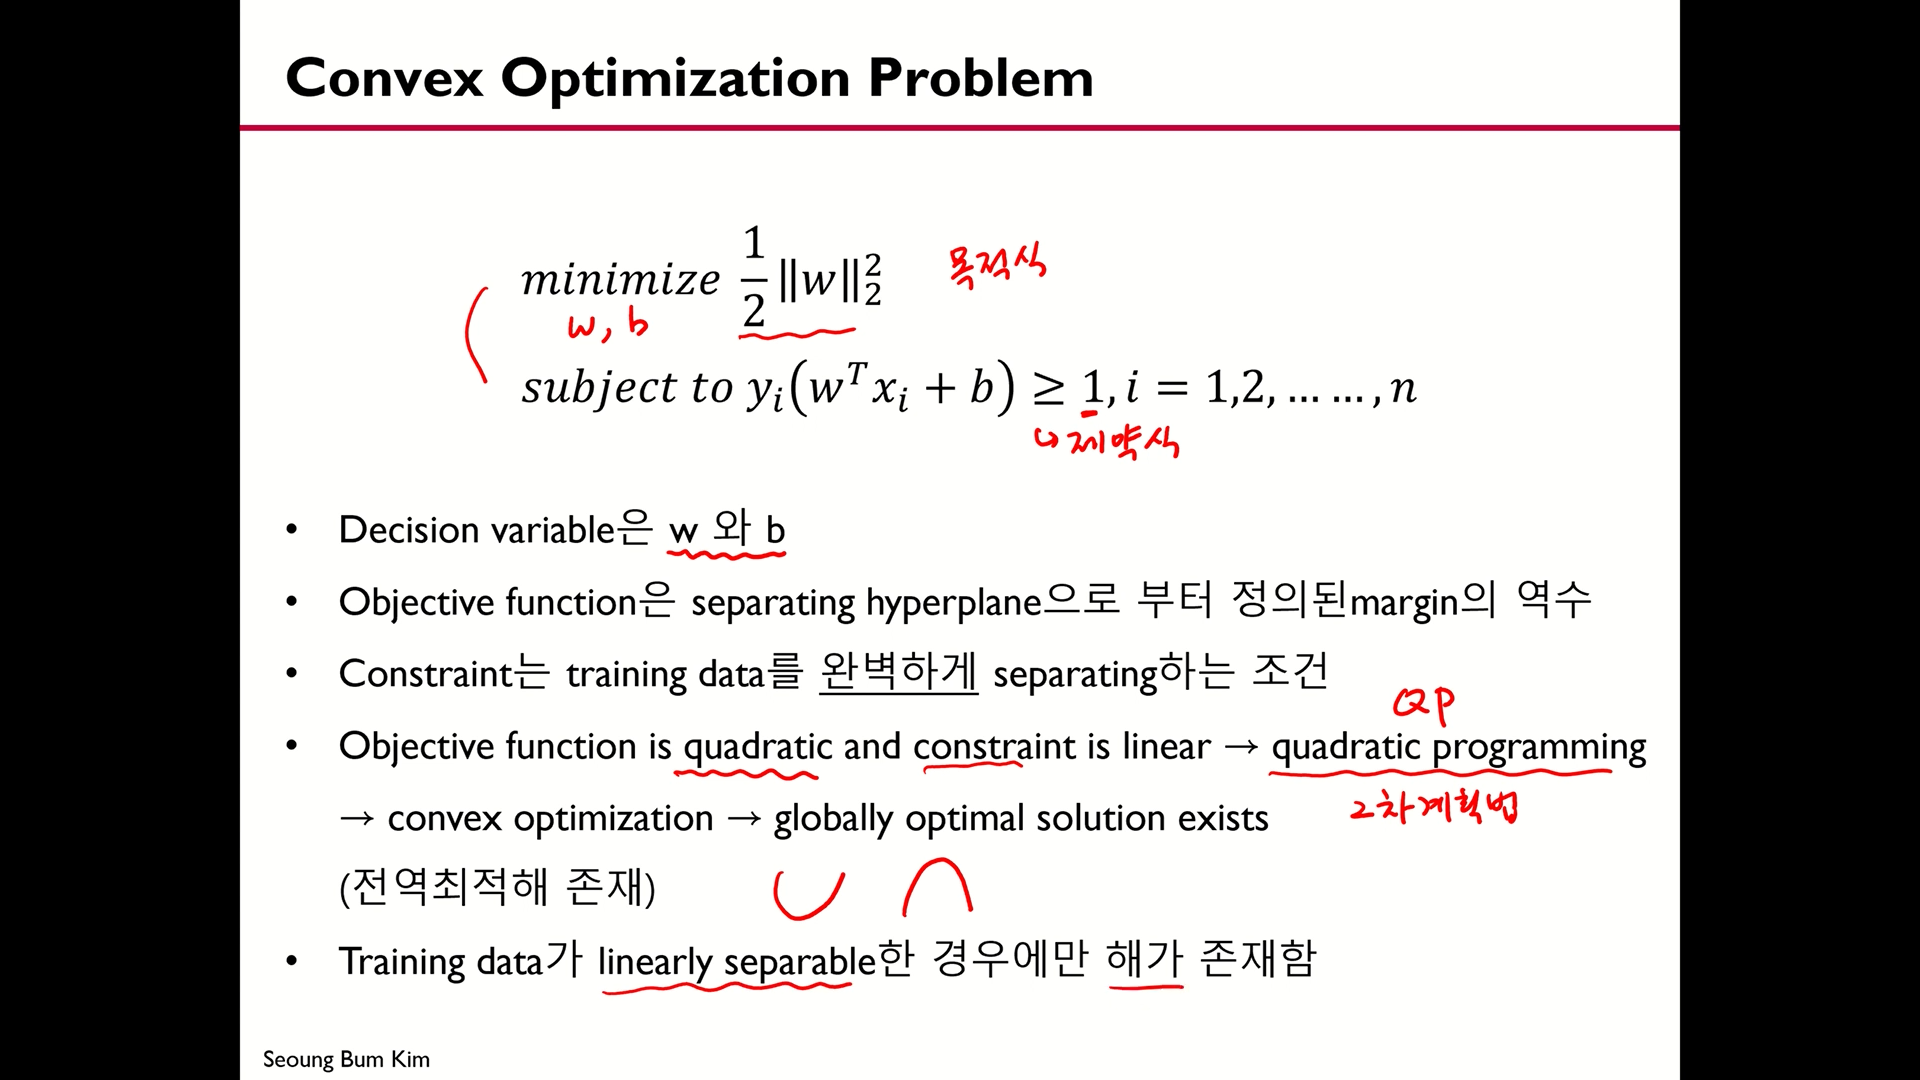 Convex Optimization Problem
minimize 1/2 ‖w‖₂² 목적식
w, b
subject to yᵢ(wᵀxᵢ + b) ≥ 1, i = 1,2, … … , n
↳ 제약식
• Decision variable은 w 와 b
• Objective function은 separating hyperplane으로 부터 정의된margin의 역수
• Constraint는 training data를 완벽하게 separating하는 조건
QP
• Objective function is quadratic and constraint is linear → quadratic programming
→ convex optimization → globally optimal solution exists
2차계획법
(전역최적해 존재)
• Training data가 linearly separable한 경우에만 해가 존재함
Seoung Bum Kim